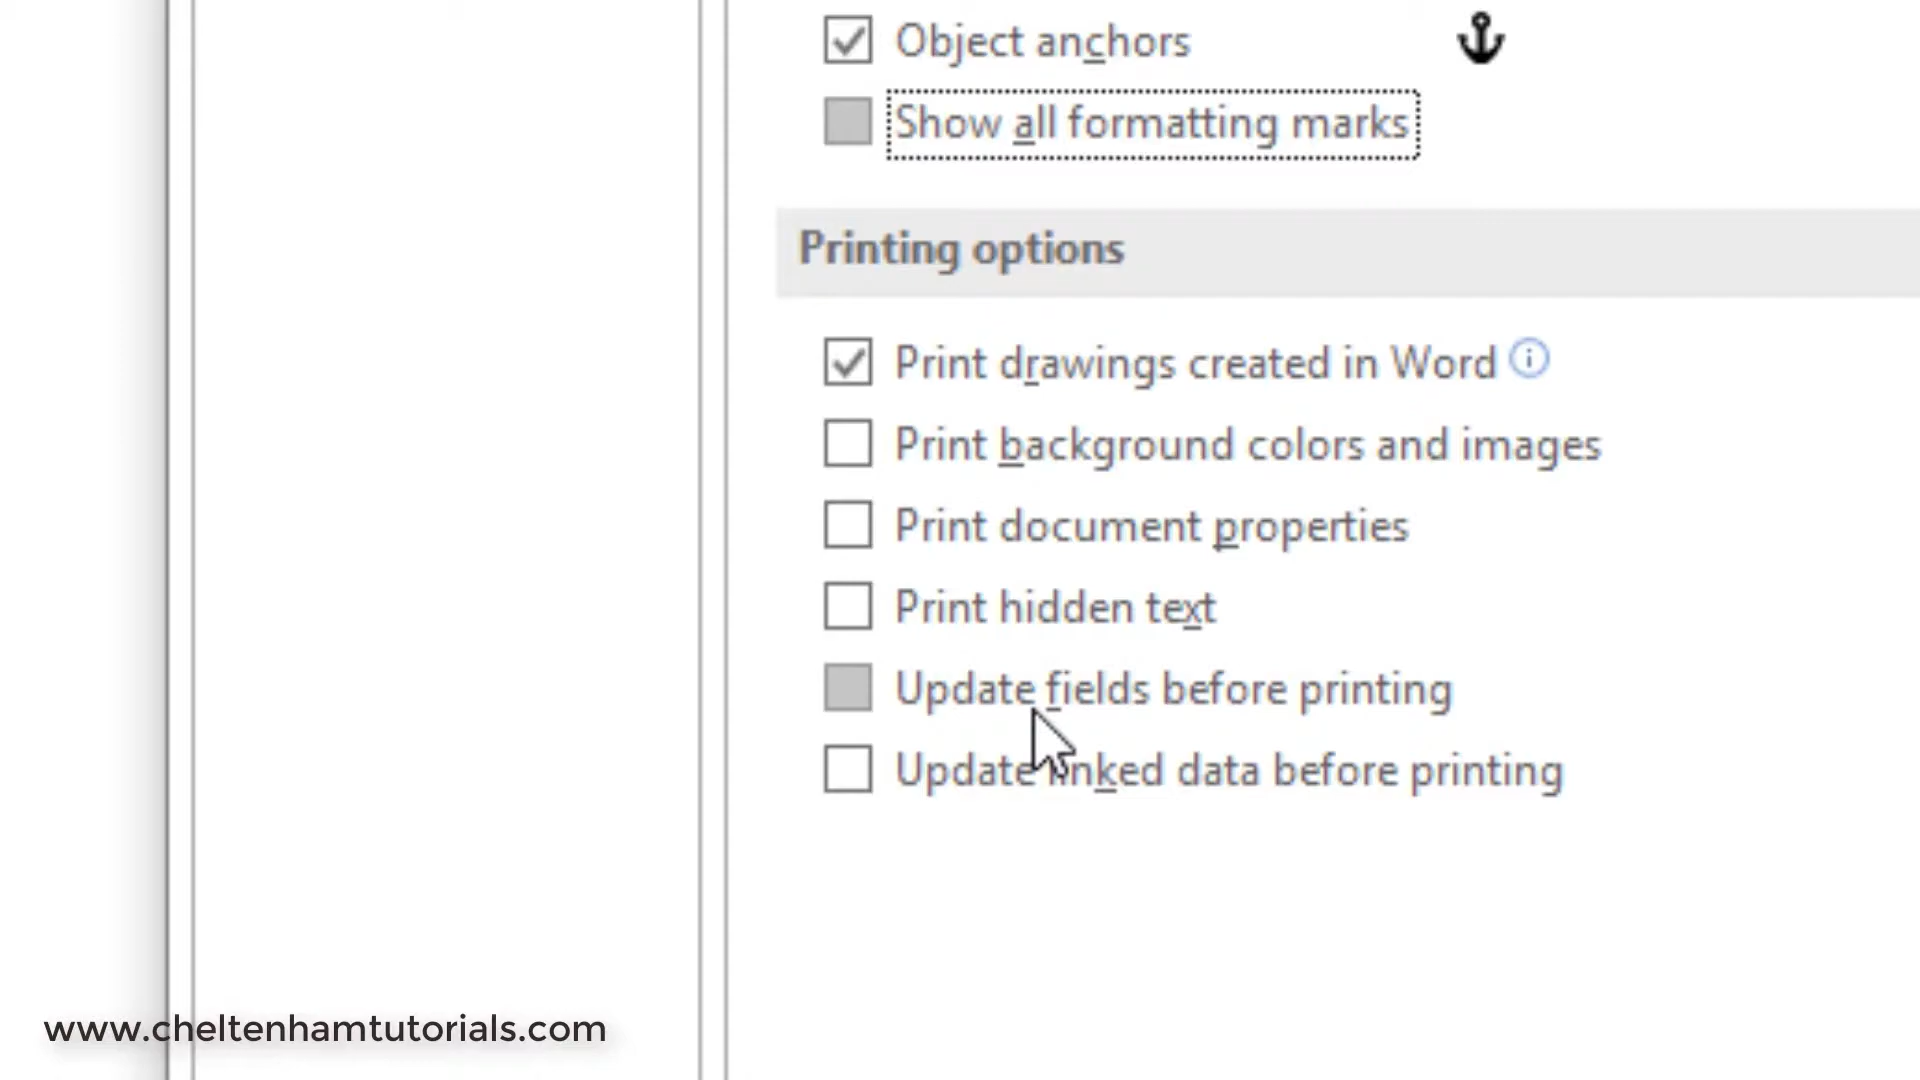 Object anchors
Show all formatting marks
Printing options
Print drawings created in Word
Print background colors and images
Print document properties
Print hidden text
Update fields before printing
Update linked data before printing
www.cheltenhamtutorials.com